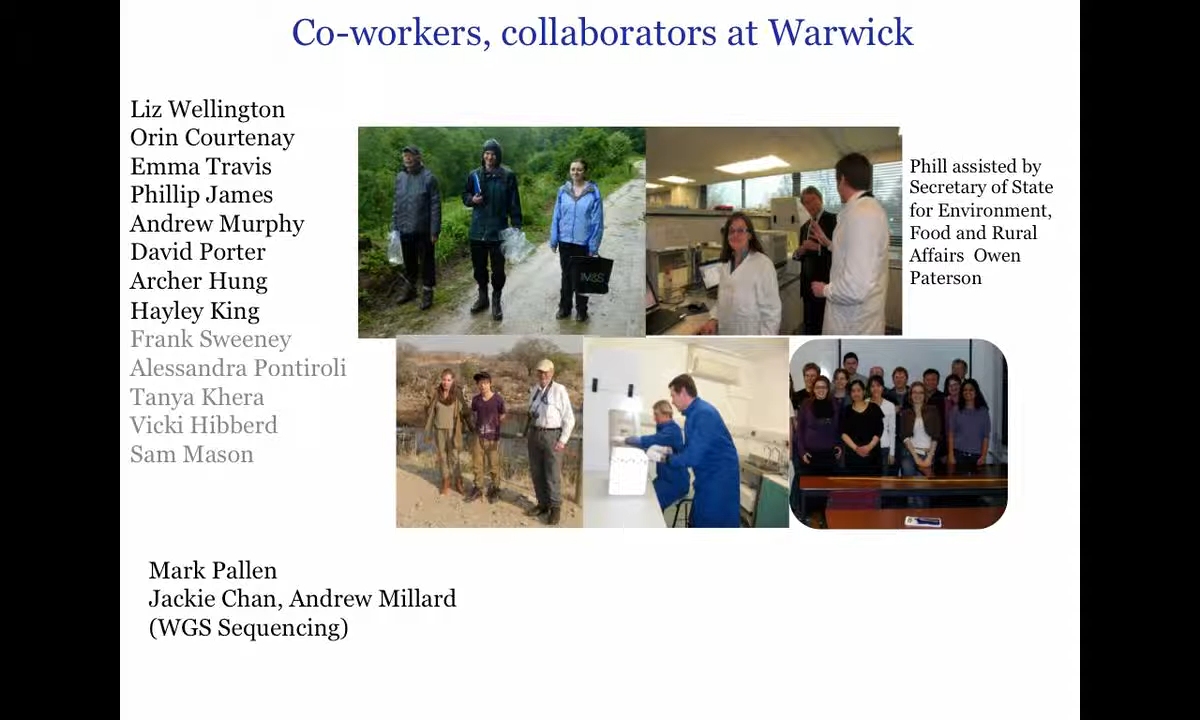 Co-workers, collaborators at Warwick
Liz Wellington
Orin Courtenay
Emma Travis
Phillip James
Andrew Murphy
David Porter
Archer Hung
Hayley King
Frank Sweeney
Alessandra Pontiroli
Tanya Khera
Vicki Hibberd
Sam Mason
M&S
Phill assisted by
Secretary of State
for Environment,
Food and Rural
Affairs Owen
Paterson
Mark Pallen
Jackie Chan, Andrew Millard
(WGS Sequencing)